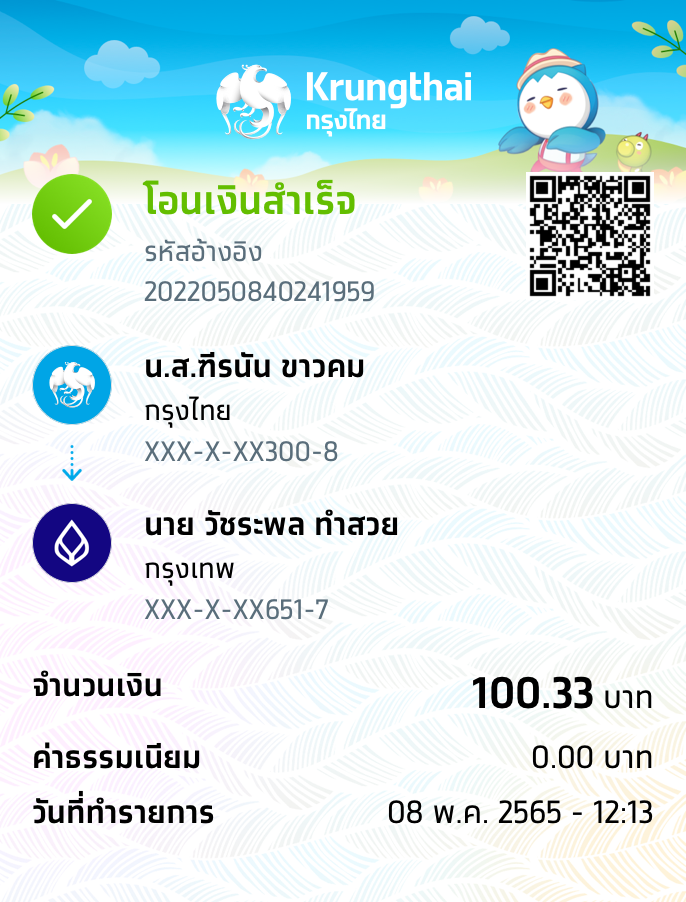 Krungthai
กรุงไทย
โอนเงินสำเร็จ
รหัสอ้างอิง
2022050840241959
น.ส.ฑีรนัน ขาวคม
กรุงไทย
XXX-X-XX300-8
นาย วัชระพล ทำสวย
กรุงเทพ
XXX-X-XX651-7
จำนวนเงิน 100.33 บาท
ค่าธรรมเนียม 0.00 บาท
วันที่ทำรายการ 08 พ.ค. 2565 - 12:13